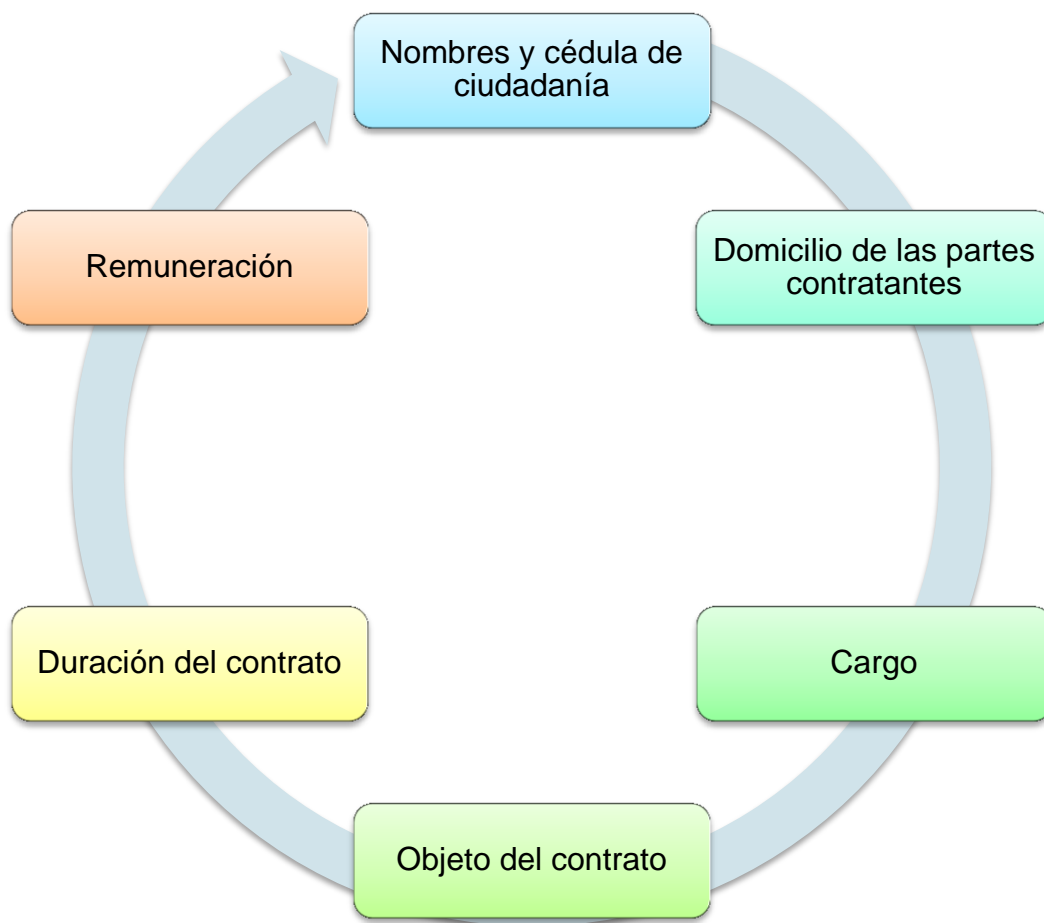 Nombres y cédula de
ciudadanía
Domicilio de las partes
contratantes
Cargo
Objeto del contrato
Duración del contrato
Remuneración